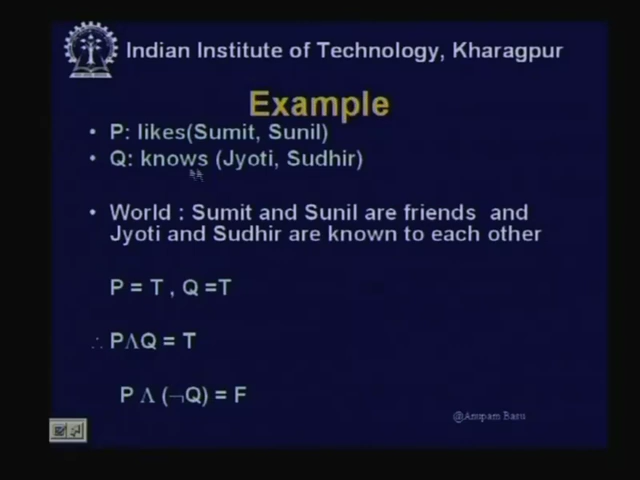 Indian Institute of Technology, Kharagpur
Example
• P: likes(Sumit, Sunil)
• Q: knows (Jyoti, Sudhir)
• World : Sumit and Sunil are friends and
Jyoti and Sudhir are known to each other
P = T , Q =T
∴ PΛQ = T
P Λ (¬Q) = F
@Anupam Basu